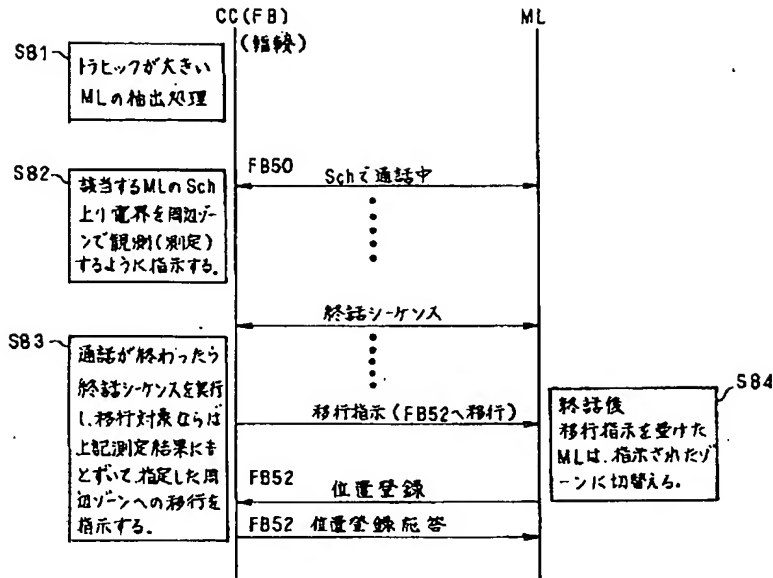 CC(FB)
ML
(輻輳)
S81
トラヒックが大きい
MLの抽出処理
S82
該当するMLのSch
上り電界を周辺ゾー
ンで観測(測定)
するように指示する。
FB50
Schで通話中
終話シーケンス
S83
通話が終わったら
終話シーケンスを実行
し、移行対象ならば
上記測定結果にも
とずいて、指定した周
辺ゾーンへの移行を
指示する。
移行指示(FB52へ移行)
S84
終話後
移行指示を受けた
MLは、指示されたゾ
ーンに切替える。
FB52
位置登録
FB52 位置登録応答